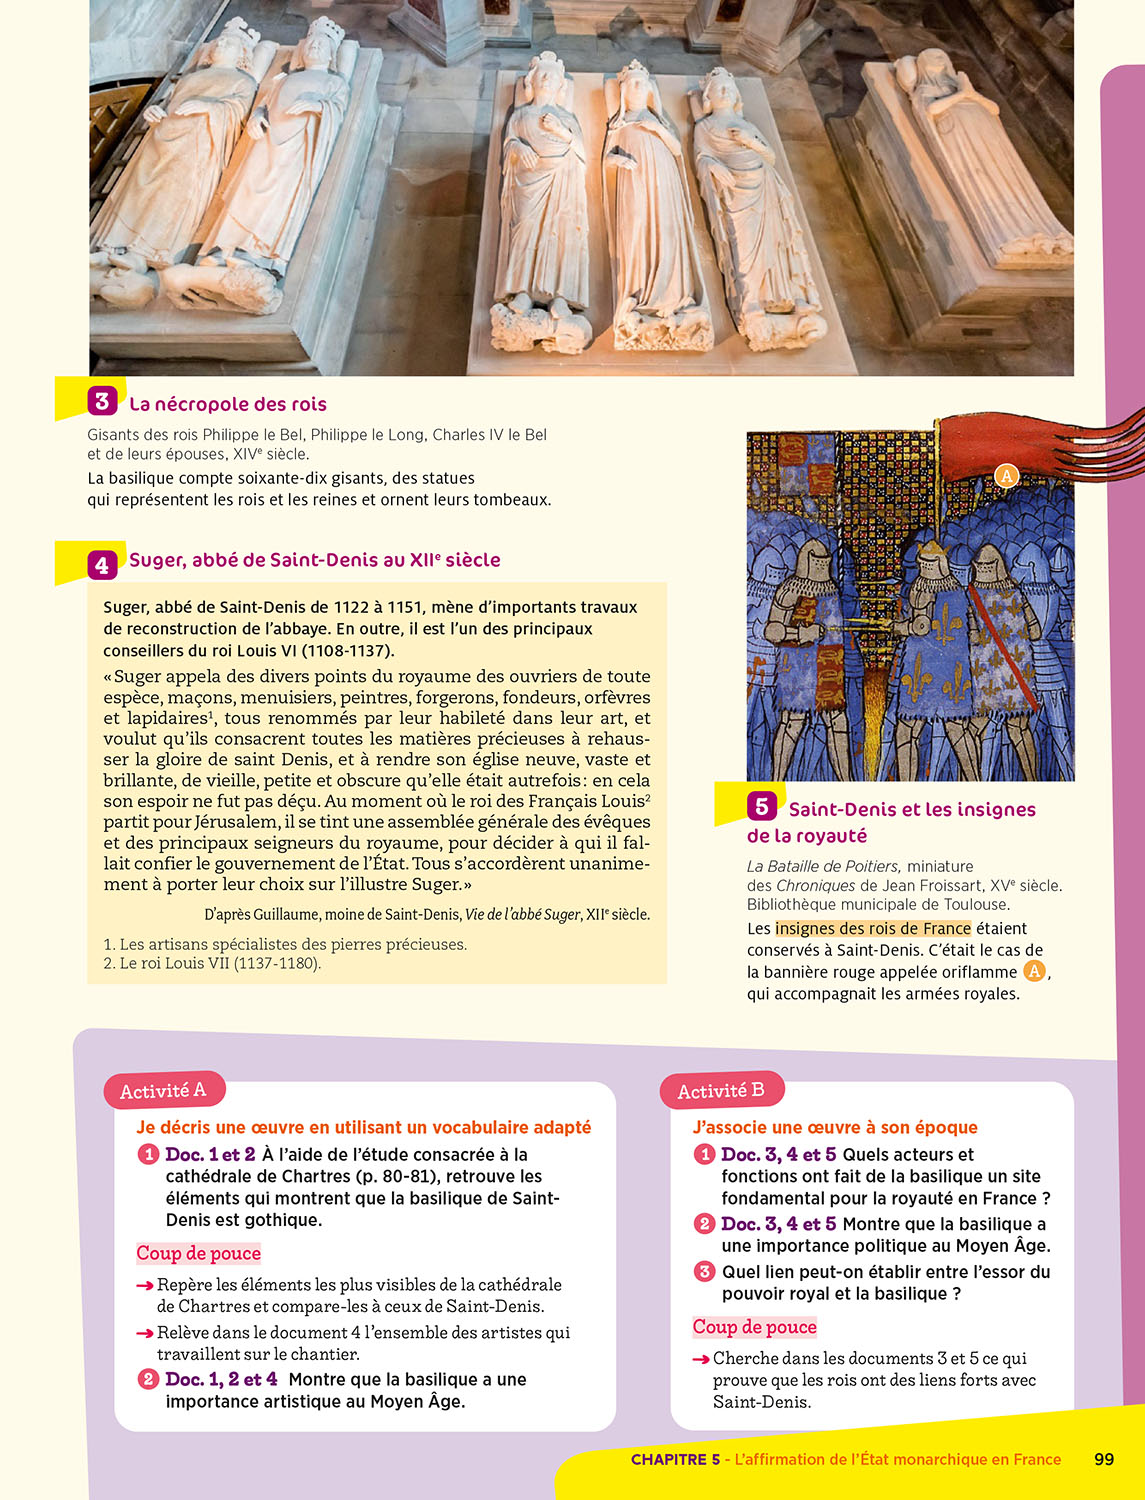 3 La nécropole des rois
Gisants des rois Philippe le Bel, Philippe le Long, Charles IV le Bel
et de leurs épouses, XIVe siècle.
La basilique compte soixante-dix gisants, des statues
qui représentent les rois et les reines et ornent leurs tombeaux.
4 Suger, abbé de Saint-Denis au XIIe siècle
Suger, abbé de Saint-Denis de 1122 à 1151, mène d'importants travaux
de reconstruction de l'abbaye. En outre, il est l'un des principaux
conseillers du roi Louis VI (1108-1137).
« Suger appela des divers points du royaume des ouvriers de toute
espèce, maçons, menuisiers, peintres, forgerons, fondeurs, orfèvres
et lapidaires1, tous renommés par leur habileté dans leur art, et
voulut qu'ils consacrent toutes les matières précieuses à rehaus-
ser la gloire de saint Denis, et à rendre son église neuve, vaste et
brillante, de vieille, petite et obscure qu'elle était autrefois : en cela
son espoir ne fut pas déçu. Au moment où le roi des Français Louis2
partit pour Jérusalem, il se tint une assemblée générale des évêques
et des principaux seigneurs du royaume, pour décider à qui il fal-
lait confier le gouvernement de l'État. Tous s'accordèrent unanime-
ment à porter leur choix sur l'illustre Suger. »
D'après Guillaume, moine de Saint-Denis, Vie de l'abbé Suger, XIIe siècle.
1. Les artisans spécialistes des pierres précieuses.
2. Le roi Louis VII (1137-1180).
A
5 Saint-Denis et les insignes
de la royauté
La Bataille de Poitiers, miniature
des Chroniques de Jean Froissart, XVe siècle.
Bibliothèque municipale de Toulouse.
Les insignes des rois de France étaient
conservés à Saint-Denis. C'était le cas de
la bannière rouge appelée oriflamme A,
qui accompagnait les armées royales.
Activité A
Je décris une œuvre en utilisant un vocabulaire adapté
1 Doc. 1 et 2 À l'aide de l'étude consacrée à la
cathédrale de Chartres (p. 80-81), retrouve les
éléments qui montrent que la basilique de Saint-
Denis est gothique.
Coup de pouce
→ Repère les éléments les plus visibles de la cathédrale
de Chartres et compare-les à ceux de Saint-Denis.
→ Relève dans le document 4 l'ensemble des artistes qui
travaillent sur le chantier.
2 Doc. 1, 2 et 4 Montre que la basilique a une
importance artistique au Moyen Âge.
Activité B
J'associe une œuvre à son époque
1 Doc. 3, 4 et 5 Quels acteurs et
fonctions ont fait de la basilique un site
fondamental pour la royauté en France ?
2 Doc. 3, 4 et 5 Montre que la basilique a
une importance politique au Moyen Âge.
3 Quel lien peut-on établir entre l'essor du
pouvoir royal et la basilique ?
Coup de pouce
→ Cherche dans les documents 3 et 5 ce qui
prouve que les rois ont des liens forts avec
Saint-Denis.
CHAPITRE 5 - L'affirmation de l'État monarchique en France 99